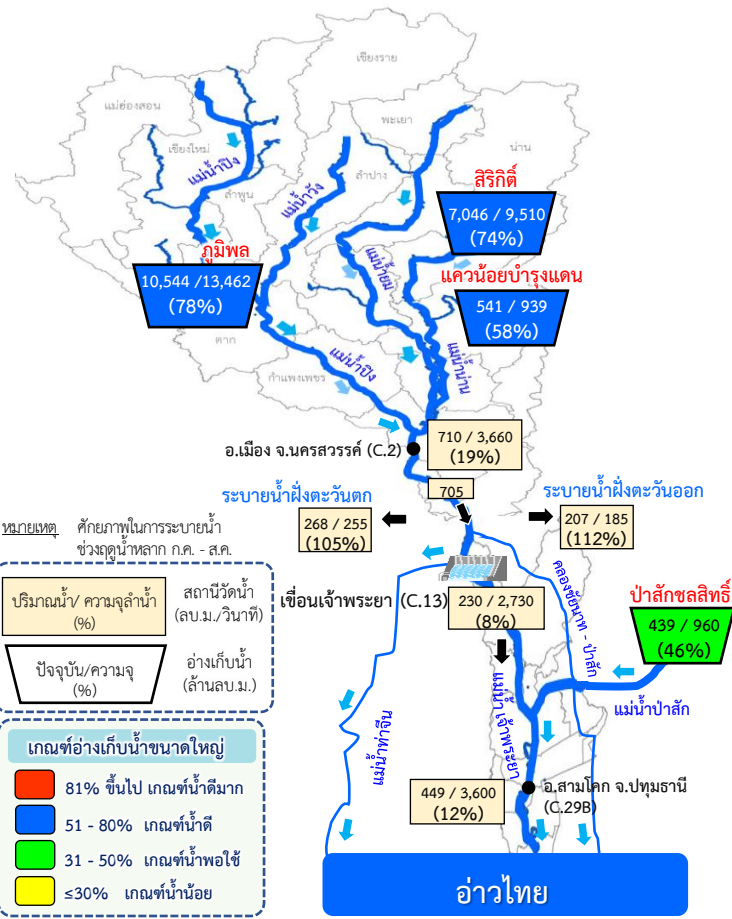 เชียงราย
แม่ฮ่องสอน
พะเยา
เชียงใหม่
น่าน
แม่น้ำปิง
ลำปาง
ลำพูน
แม่น้ำวัง
สิริกิติ์
7,046 / 9,510
(74%)
ภูมิพล
10,544 /13,462
(78%)
แม่น้ำยม
แควน้อยบำรุงแดน
541 / 939
(58%)
ตาก
แม่น้ำปิง
แม่น้ำน่าน
กำแพงเพชร
อ.เมือง จ.นครสวรรค์ (C.2)
710 / 3,660
(19%)
705
ระบายน้ำฝั่งตะวันตก
268 / 255
(105%)
ระบายน้ำฝั่งตะวันออก
207 / 185
(112%)
หมายเหตุ ศักยภาพในการระบายน้ำ
ช่วงฤดูน้ำหลาก ก.ค. - ส.ค.
ปริมาณน้ำ/ ความจุลำน้ำ
(%)
สถานีวัดน้ำ
(ลบ.ม./วินาที)
ปัจจุบัน/ความจุ
(%)
อ่างเก็บน้ำ
(ล้านลบ.ม.)
เขื่อนเจ้าพระยา (C.13)
230 / 2,730
(8%)
คลองชัยนาท - ป่าสัก
ป่าสักชลสิทธิ์
439 / 960
(46%)
แม่น้ำป่าสัก
แม่น้ำท่าจีน
แม่น้ำเจ้าพระยา
449 / 3,600
(12%)
อ.สามโคก จ.ปทุมธานี
(C.29B)
เกณฑ์อ่างเก็บน้ำขนาดใหญ่
81% ขึ้นไป เกณฑ์น้ำดีมาก
51 - 80% เกณฑ์น้ำดี
31 - 50% เกณฑ์น้ำพอใช้
≤30% เกณฑ์น้ำน้อย
อ่าวไทย